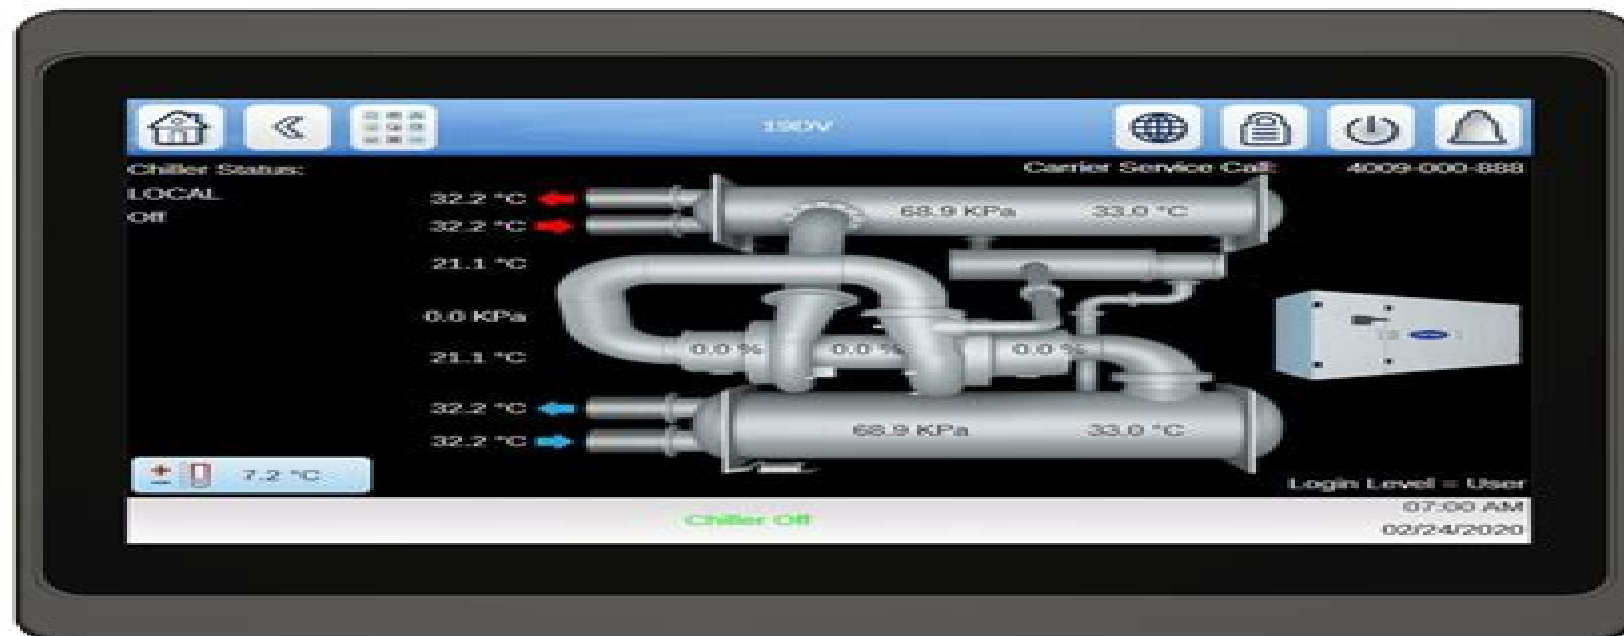 19DV
Chiller Status:
LOCAL
Off
Carrier Service Call: 4009-000-888
32.2 °C
68.9 KPa 33.0 °C
32.2 °C
21.1 °C
0.0 KPa
0.0 % 0.0 % 0.0 %
21.1 °C
32.2 °C
68.9 KPa 33.0 °C
32.2 °C
7.2 °C
Login Level = User
Chiller Off
07:00 AM
02/24/2020